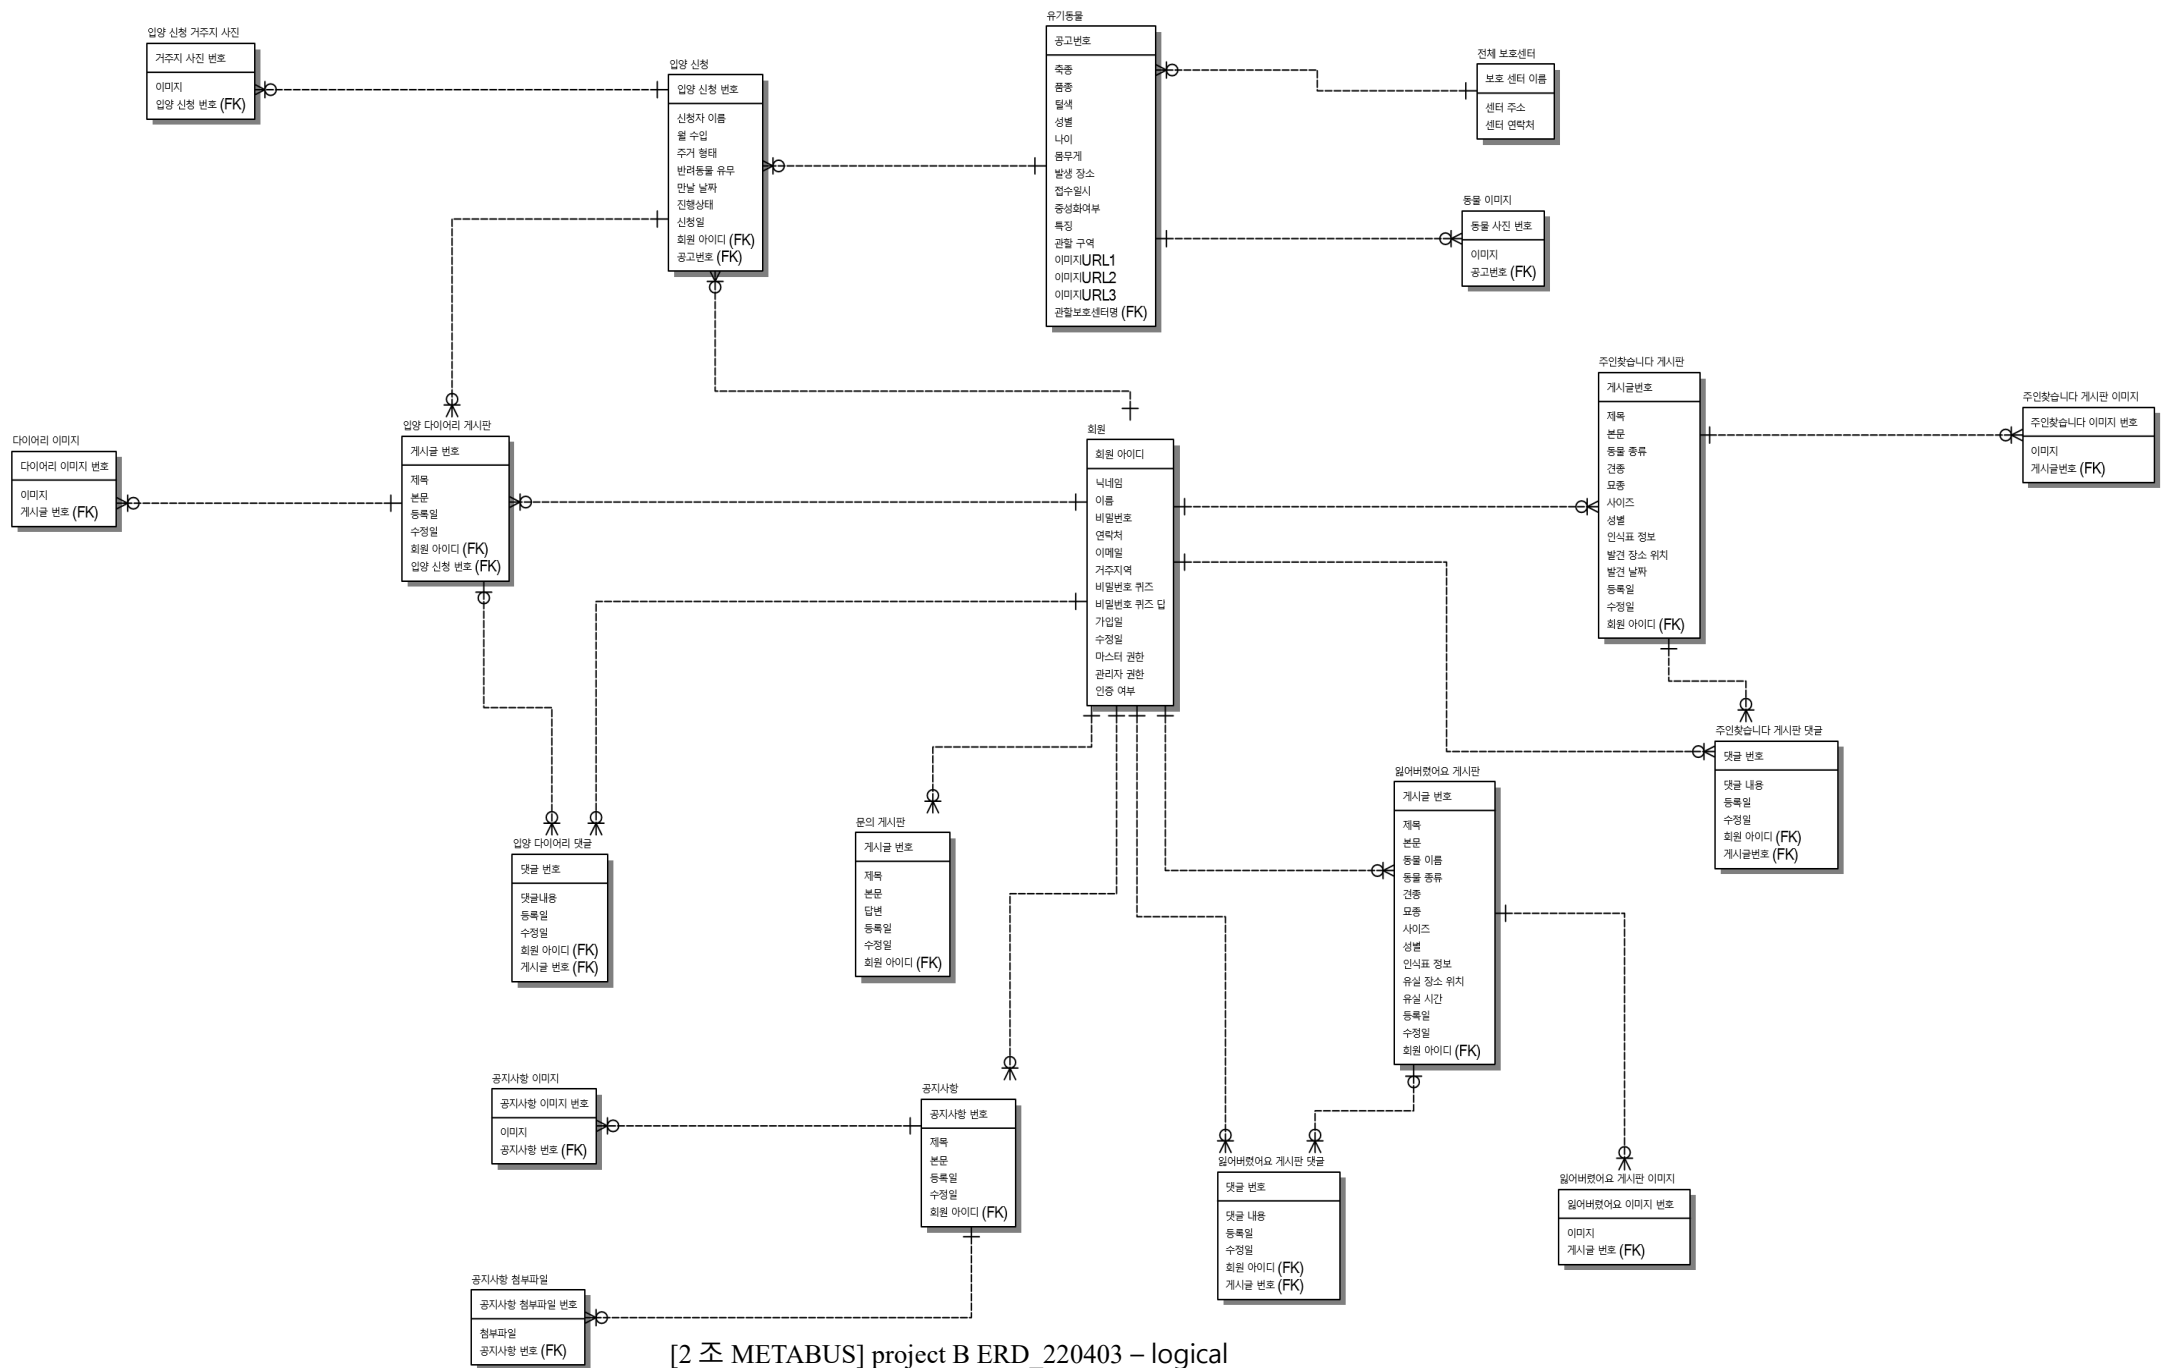 입양 신청 거주지 사진
거주지 사진 번호
이미지
입양 신청 번호 (FK)
입양 신청
입양 신청 번호
신청자 이름
월 수입
주거 형태
반려동물 유무
만날 날짜
진행상태
신청일
회원 아이디 (FK)
공고번호 (FK)
유기동물
공고번호
축종
품종
털색
성별
나이
몸무게
발생 장소
접수일시
중성화여부
특징
관할 구역
이미지URL1
이미지URL2
이미지URL3
관할보호센터명 (FK)
전체 보호센터
보호 센터 이름
센터 주소
센터 연락처
동물 이미지
동물 사진 번호
이미지
공고번호 (FK)
다이어리 이미지
다이어리 이미지 번호
이미지
게시글 번호 (FK)
입양 다이어리 게시판
게시글 번호
제목
본문
등록일
수정일
회원 아이디 (FK)
입양 신청 번호 (FK)
회원
회원 아이디
닉네임
이름
비밀번호
연락처
이메일
거주지역
비밀번호 퀴즈
비밀번호 퀴즈 답
가입일
수정일
마스터 권한
관리자 권한
인증 여부
주인찾습니다 게시판
게시글번호
제목
본문
동물 종류
견종
묘종
사이즈
성별
인식표 정보
발견 장소 위치
발견 날짜
등록일
수정일
회원 아이디 (FK)
주인찾습니다 게시판 이미지
주인찾습니다 이미지 번호
이미지
게시글번호 (FK)
주인찾습니다 게시판 댓글
댓글 번호
댓글 내용
등록일
수정일
회원 아이디 (FK)
게시글번호 (FK)
입양 다이어리 댓글
댓글 번호
댓글내용
등록일
수정일
회원 아이디 (FK)
게시글 번호 (FK)
문의 게시판
게시글 번호
제목
본문
답변
등록일
수정일
회원 아이디 (FK)
잃어버렸어요 게시판
게시글 번호
제목
본문
동물 이름
동물 종류
견종
묘종
사이즈
성별
인식표 정보
유실 장소 위치
유실 시간
등록일
수정일
회원 아이디 (FK)
공지사항 이미지
공지사항 이미지 번호
이미지
공지사항 번호 (FK)
공지사항
공지사항 번호
제목
본문
등록일
수정일
회원 아이디 (FK)
잃어버렸어요 게시판 댓글
댓글 번호
댓글 내용
등록일
수정일
회원 아이디 (FK)
게시글 번호 (FK)
잃어버렸어요 게시판 이미지
잃어버렸어요 이미지 번호
이미지
게시글 번호 (FK)
공지사항 첨부파일
공지사항 첨부파일 번호
첨부파일
공지사항 번호 (FK)
[2 조 METABUS] project B ERD_220403 – logical